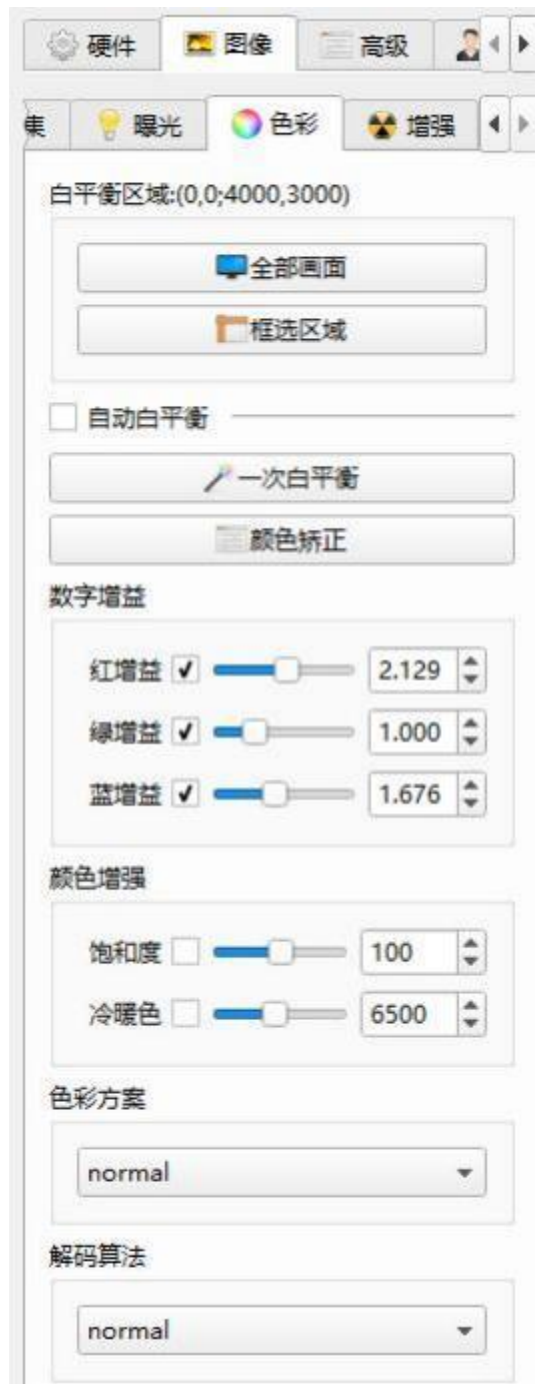 硬件 图像 高级
集 曝光 色彩 增强
白平衡区域:(0,0;4000,3000)
全部画面
框选区域
自动白平衡
一次白平衡
颜色矫正
数字增益
红增益 2.129
绿增益 1.000
蓝增益 1.676
颜色增强
饱和度 100
冷暖色 6500
色彩方案
normal
解码算法
normal